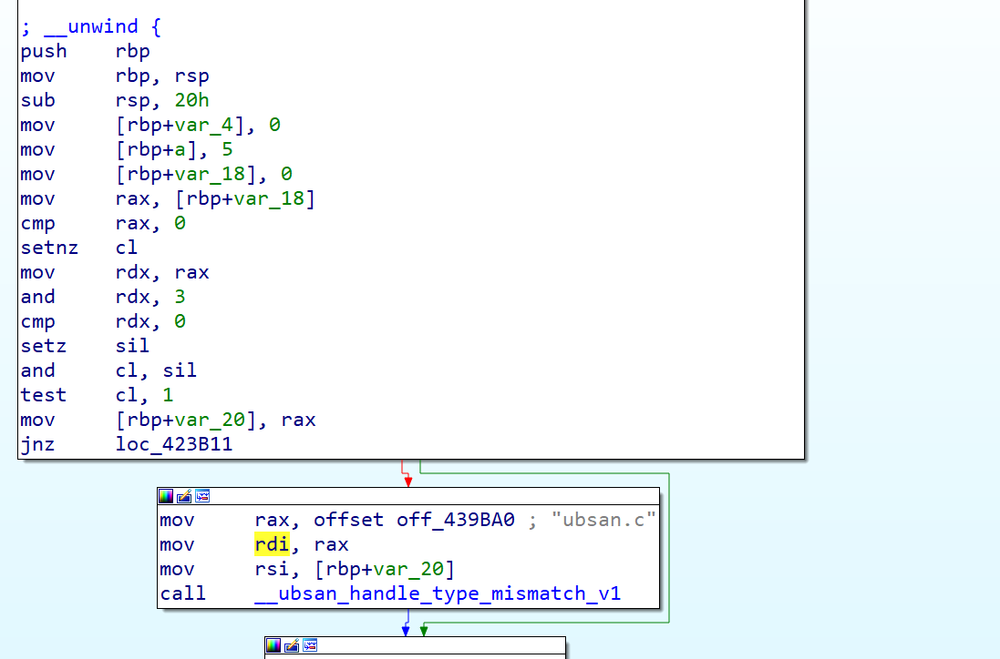 ; __unwind {
push rbp
mov rbp, rsp
sub rsp, 20h
mov [rbp+var_4], 0
mov [rbp+a], 5
mov [rbp+var_18], 0
mov rax, [rbp+var_18]
cmp rax, 0
setnz cl
mov rdx, rax
and rdx, 3
cmp rdx, 0
setz sil
and cl, sil
test cl, 1
mov [rbp+var_20], rax
jnz loc_423B11
mov rax, offset off_439BA0 ; "ubsan.c"
mov rdi, rax
mov rsi, [rbp+var_20]
call __ubsan_handle_type_mismatch_v1